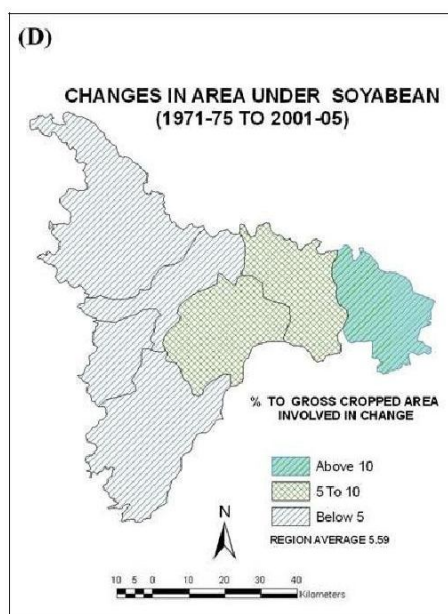 (D)
CHANGES IN AREA UNDER SOYABEAN
(1971-75 TO 2001-05)
% TO GROSS CROPPED AREA
INVOLVED IN CHANGE
Above 10
5 To 10
Below 5
REGION AVERAGE 5.59
N
10 5 0 10 20 30 40
Kilometers